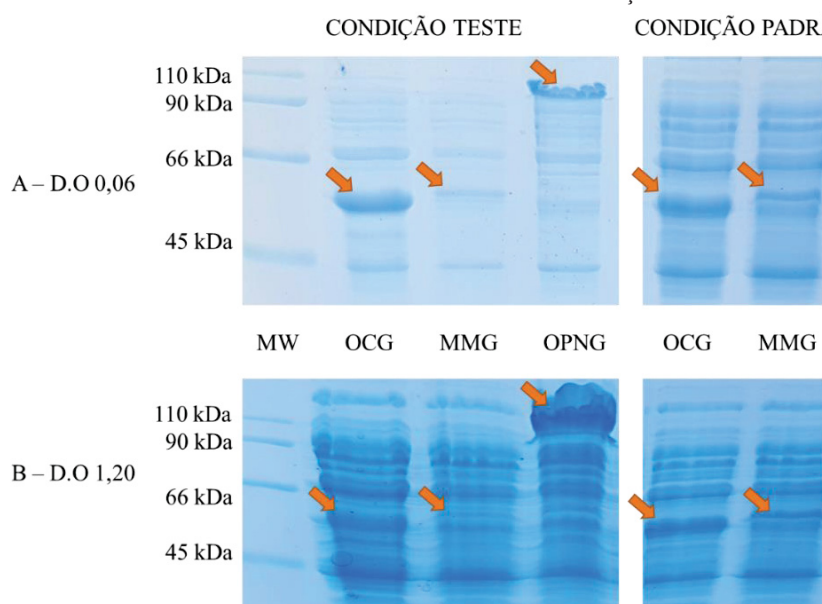 CONDIÇÃO TESTE CONDIÇÃO PADRÃ
110 kDa
90 kDa
66 kDa
A – D.O 0,06
45 kDa
MW OCG MMG OPNG OCG MMG
110 kDa
90 kDa
B – D.O 1,20
66 kDa
45 kDa